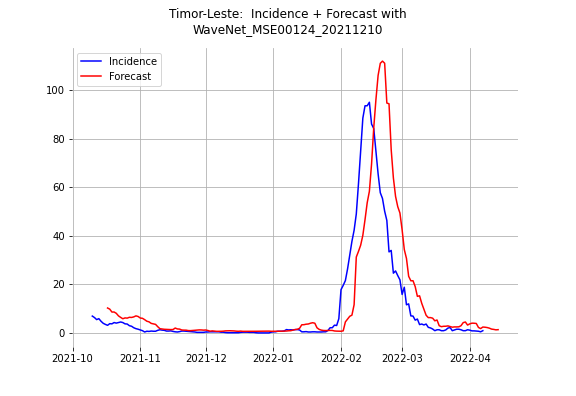 Timor-Leste:  Incidence + Forecast with
WaveNet_MSE00124_20211210
Incidence
Forecast
100
80
60
40
20
0
2021-10 2021-11 2021-12 2022-01 2022-02 2022-03 2022-04